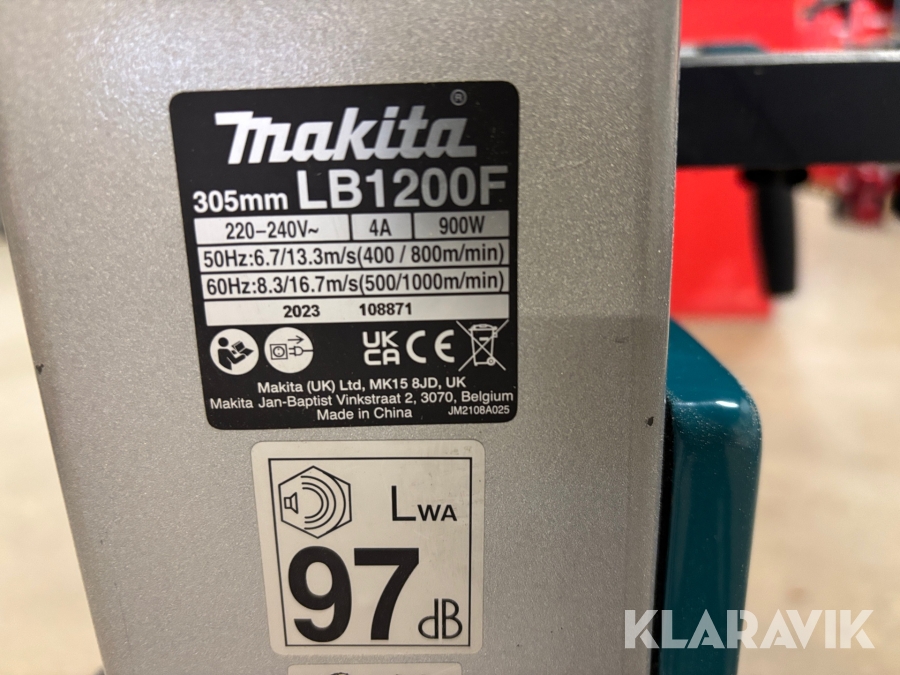 makita®
305mm LB1200F
220–240V~ 4A 900W
50Hz:6.7/13.3m/s(400 / 800m/min)
60Hz:8.3/16.7m/s(500/1000m/min)
2023 108871
UK CA CE
Makita (UK) Ltd, MK15 8JD, UK
Makita Jan-Baptist Vinkstraat 2, 3070, Belgium
Made in China JM2108A025
LWA
97 dB
KLARAVIK